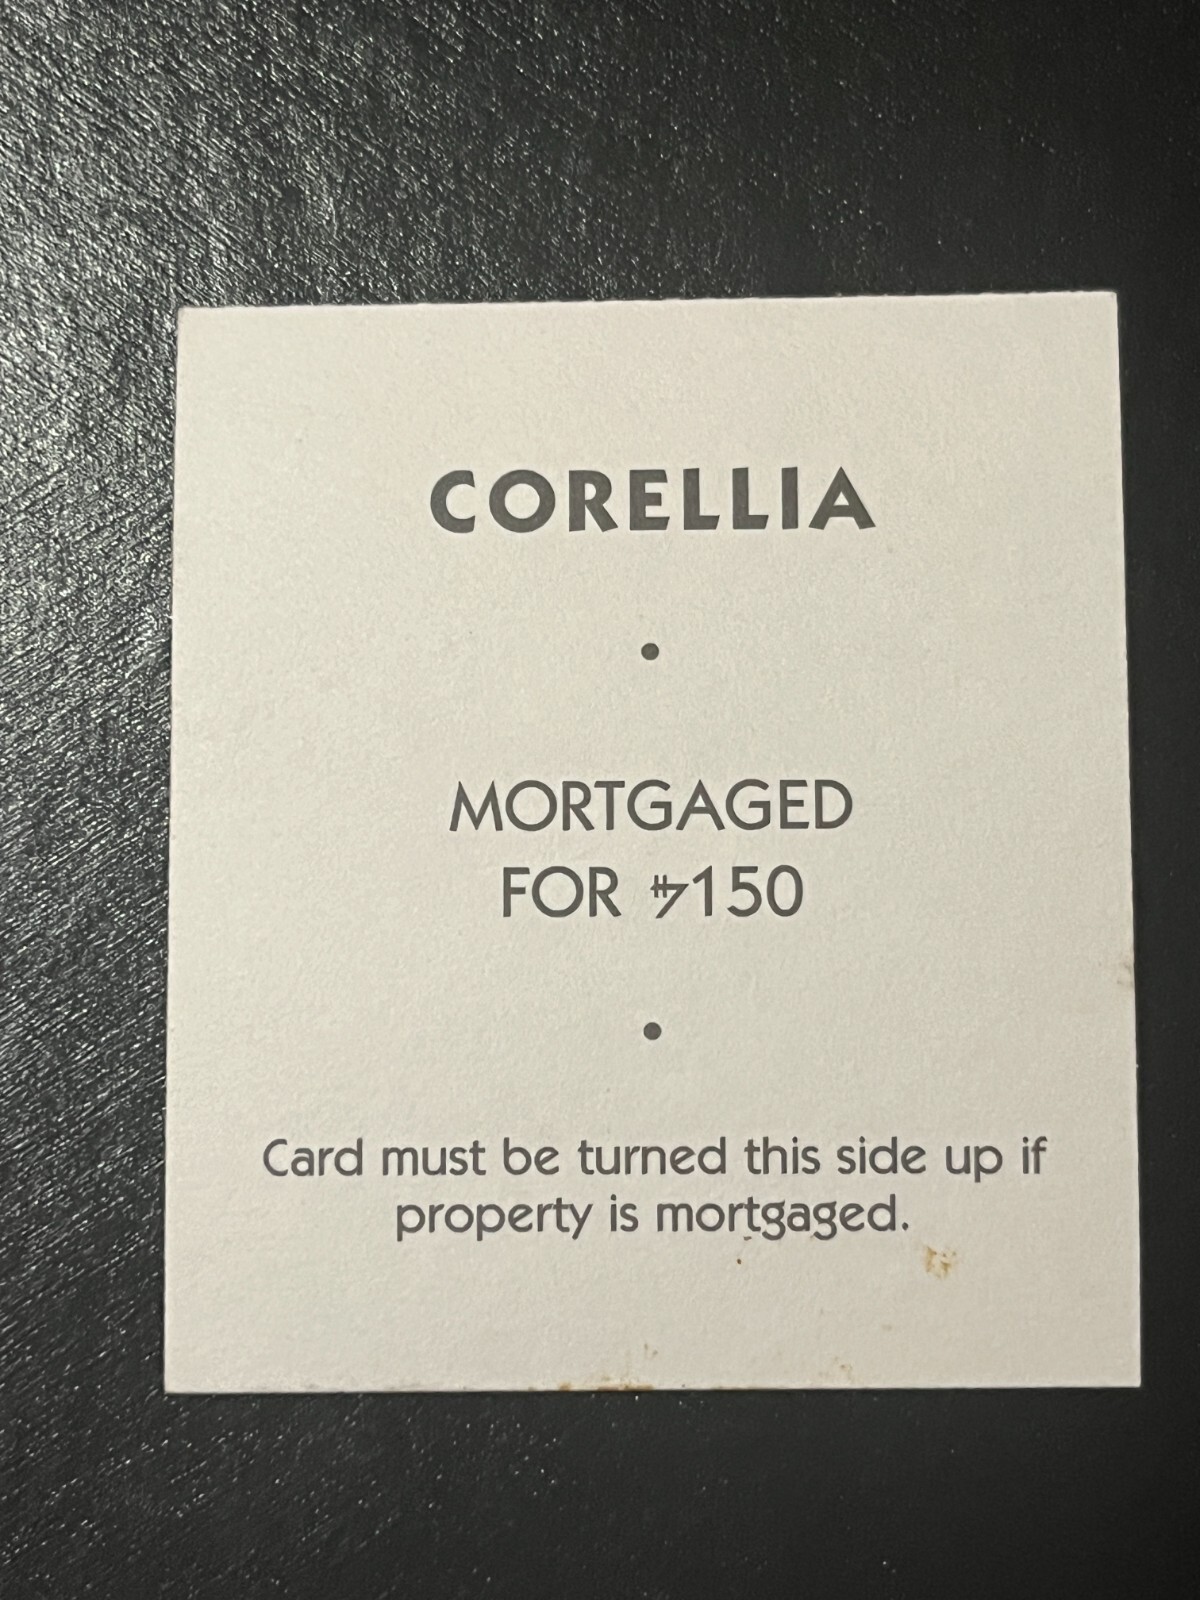 CORELLIA
•
MORTGAGED
FOR 150
•
Card must be turned this side up if
property is mortgaged.